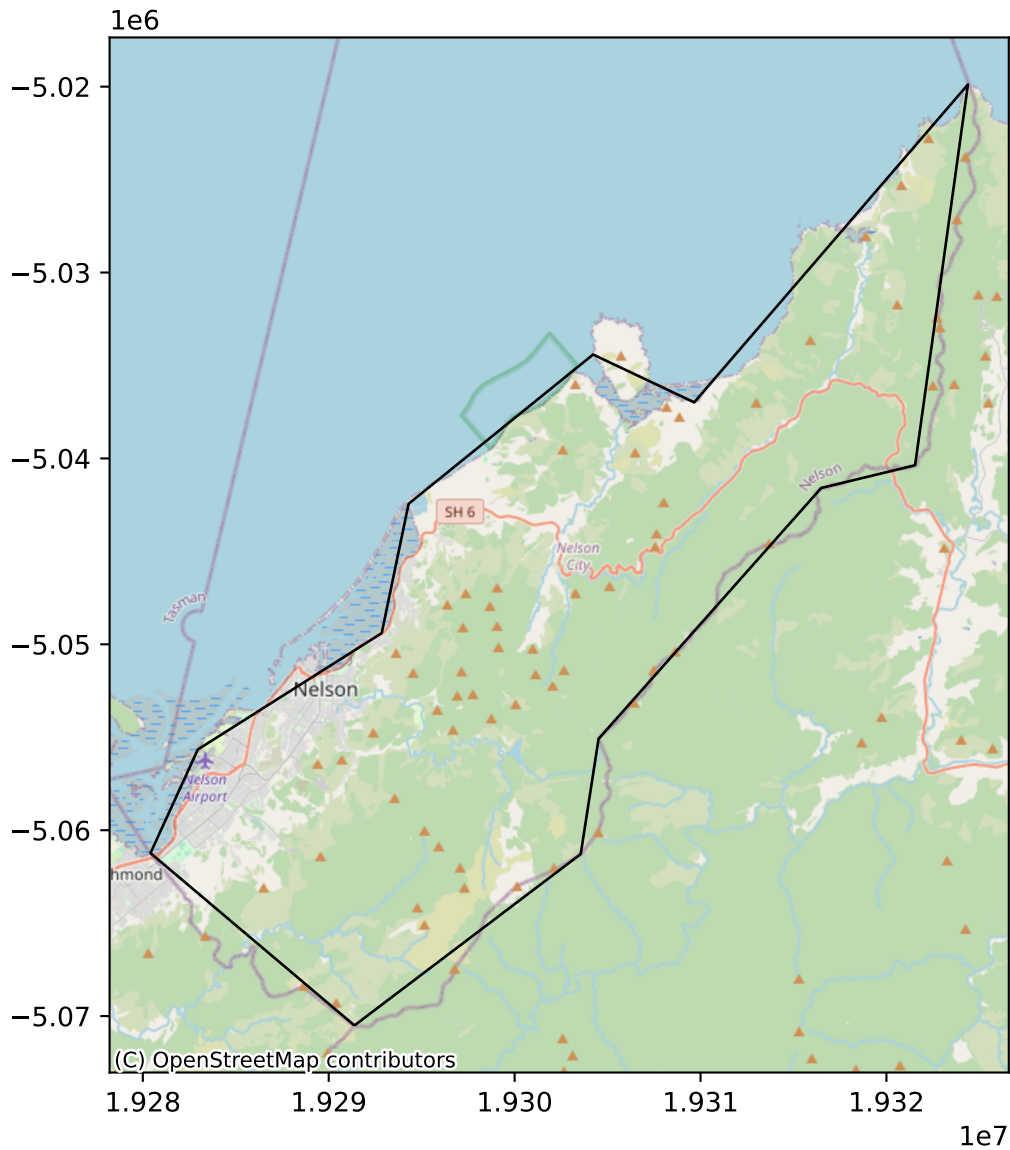 1e6
−5.02
−5.03
−5.04
Nelson
SH 6
Nelson
City
Tasman
−5.05
Nelson
Nelson
Airport
−5.06
hmond
−5.07
(C) OpenStreetMap contributors
1.928
1.929
1.930
1.931
1.932
1e7